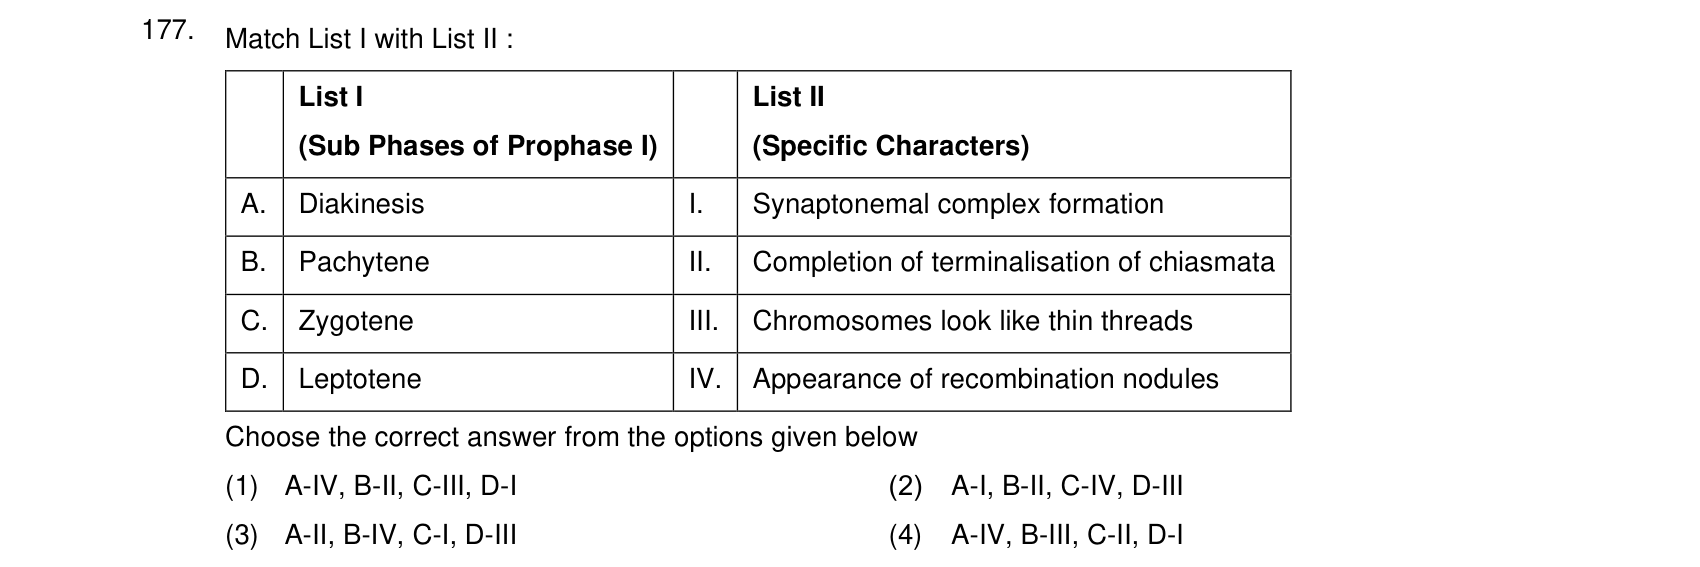 177. Match List I with List II :
List I List II
(Sub Phases of Prophase I) (Specific Characters)
A. Diakinesis I. Synaptonemal complex formation
B. Pachytene II. Completion of terminalisation of chiasmata
C. Zygotene III. Chromosomes look like thin threads
D. Leptotene IV. Appearance of recombination nodules
Choose the correct answer from the options given below
(1) A-IV, B-II, C-III, D-I (2) A-I, B-II, C-IV, D-III
(3) A-II, B-IV, C-I, D-III (4) A-IV, B-III, C-II, D-I